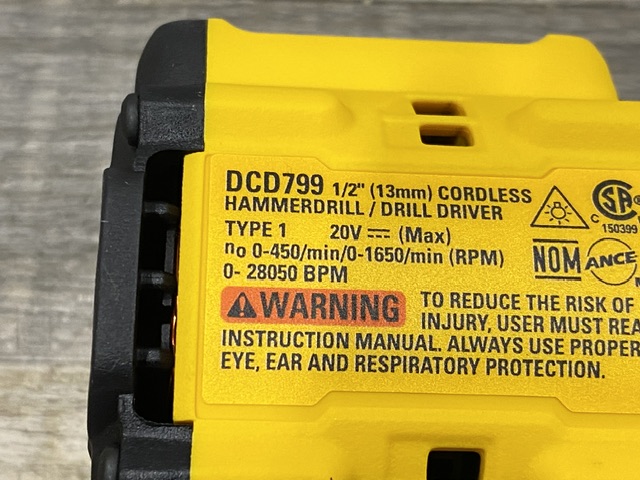 DCD799 1/2" (13mm) CORDLESS
HAMMERDRILL / DRILL DRIVER
TYPE 1 20V ⎓ (Max)
no 0-450/min/0-1650/min (RPM)
0- 28050 BPM
C SA
150399
NOM ANCE
WARNING TO REDUCE THE RISK OF
INJURY, USER MUST REA
INSTRUCTION MANUAL. ALWAYS USE PROPER
EYE, EAR AND RESPIRATORY PROTECTION.